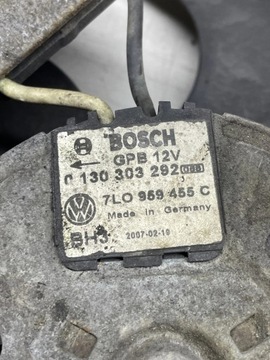 BOSCH
GPB 12V
0 130 303 292
7L0 959 455 C
Made in Germany
BH3 2007-02-10